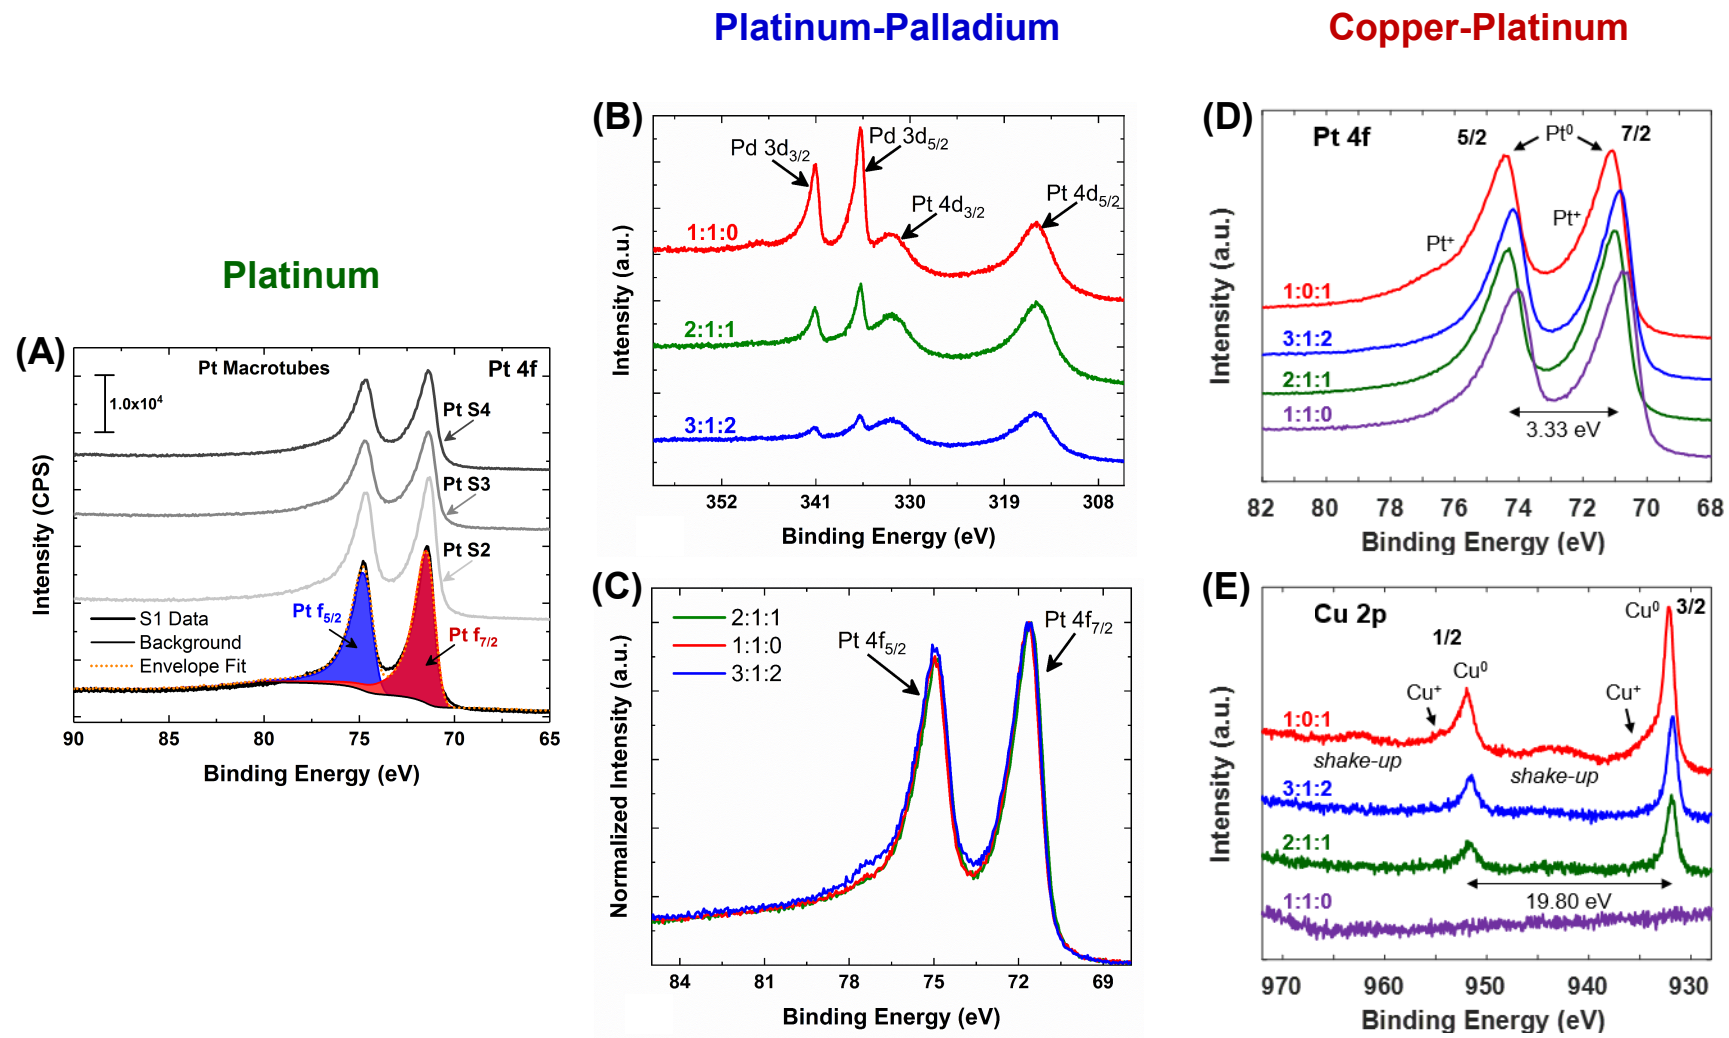 Platinum-Palladium
Copper-Platinum
Platinum
(A)
Pt Macrotubes
Pt 4f
1.0x10⁴
Pt S4
Pt S3
Pt S2
S1 Data
Background
Envelope Fit
Pt f5/2
Pt f7/2
Intensity (CPS)
90 85 80 75 70 65
Binding Energy (eV)
(B)
Pd 3d3/2
Pd 3d5/2
Pt 4d3/2
Pt 4d5/2
1:1:0
2:1:1
3:1:2
Intensity (a.u.)
352 341 330 319 308
Binding Energy (eV)
(C)
2:1:1
1:1:0
3:1:2
Pt 4f5/2
Pt 4f7/2
Normalized Intensity (a.u.)
84 81 78 75 72 69
Binding Energy (eV)
(D)
Pt 4f
5/2
Pt⁰
7/2
Pt⁺
Pt⁺
1:0:1
3:1:2
2:1:1
1:1:0
3.33 eV
Intensity (a.u.)
82 80 78 76 74 72 70 68
Binding Energy (eV)
(E)
Cu 2p
1/2
Cu⁰
3/2
Cu⁰
Cu⁺
Cu⁺
1:0:1
shake-up
shake-up
3:1:2
2:1:1
19.80 eV
1:1:0
Intensity (a.u.)
970 960 950 940 930
Binding Energy (eV)